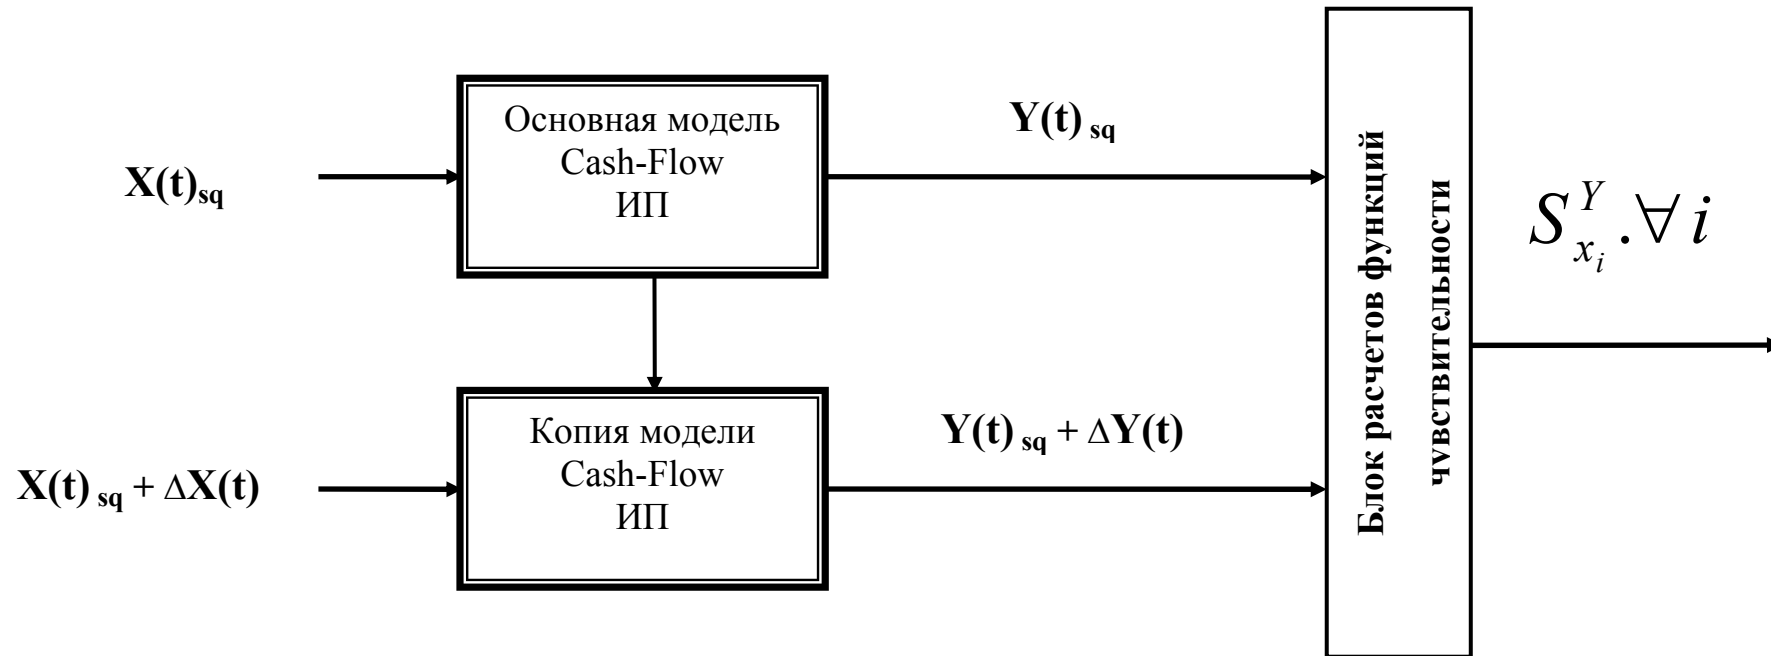 X(t)sq
Основная модель
Cash-Flow
ИП
Y(t) sq
X(t) sq + ΔX(t)
Копия модели
Cash-Flow
ИП
Y(t) sq + ΔY(t)
Блок расчетов функций
чувствительности
S^Y_{x_i}.∀i